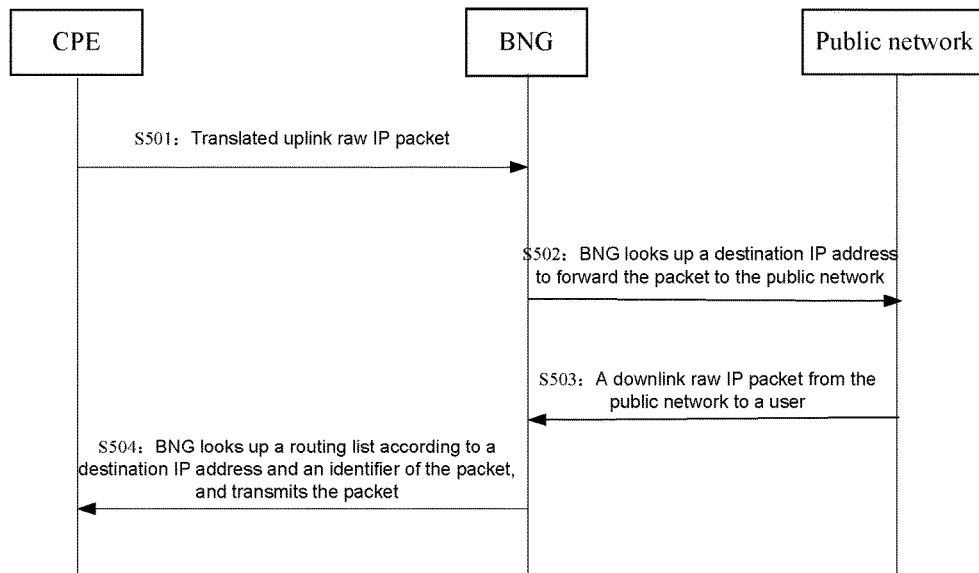 CPE
BNG
Public network
S501: Translated uplink raw IP packet
S502: BNG looks up a destination IP address
to forward the packet to the public network
S503: A downlink raw IP packet from the
public network to a user
S504: BNG looks up a routing list according to a
destination IP address and an identifier of the packet,
and transmits the packet